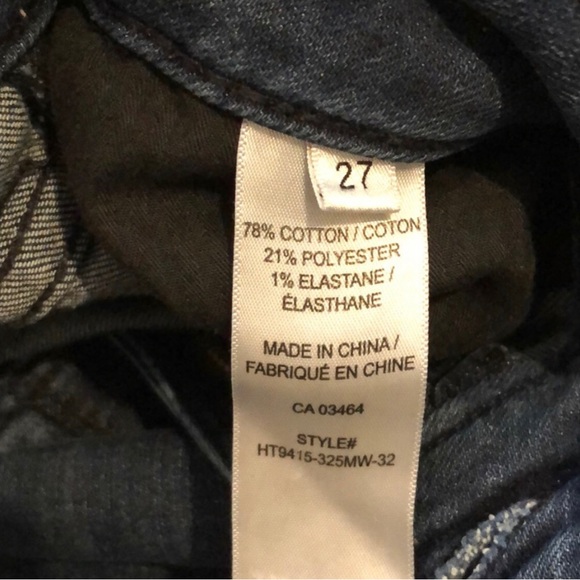 27
78% COTTON / COTON
21% POLYESTER
1% ELASTANE /
ÉLASTHANE
MADE IN CHINA /
FABRIQUÉ EN CHINE
CA 03464
STYLE#
HT9415-325MW-32